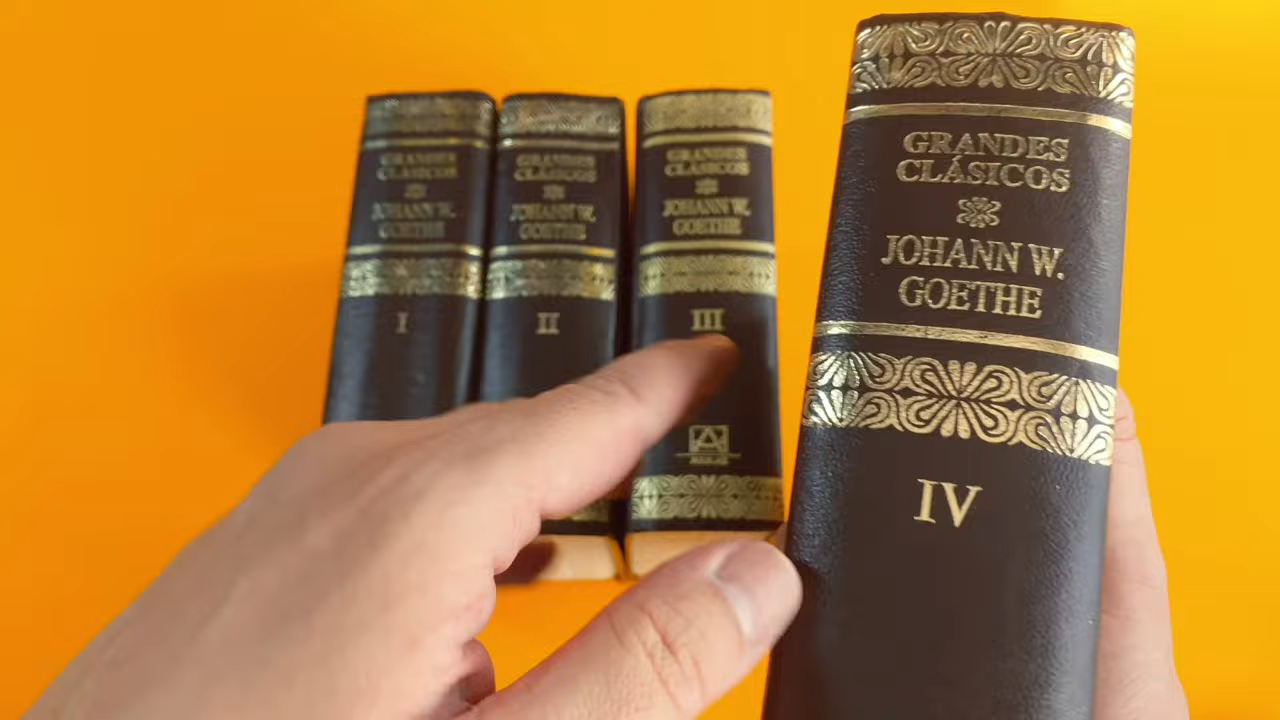 GRANDES
CLÁSICOS
JOHANN W.
GOETHE
I
GRANDES
CLÁSICOS
JOHANN W.
GOETHE
II
GRANDES
CLÁSICOS
JOHANN W.
GOETHE
III
GRANDES
CLÁSICOS
JOHANN W.
GOETHE
IV